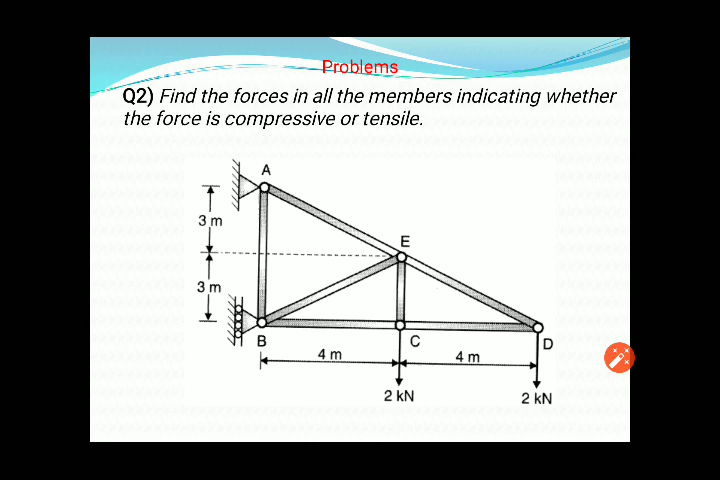 Problems
Q2) Find the forces in all the members indicating whether
the force is compressive or tensile.
A
3 m
E
3 m
B
C
D
4 m
4 m
2 kN
2 kN